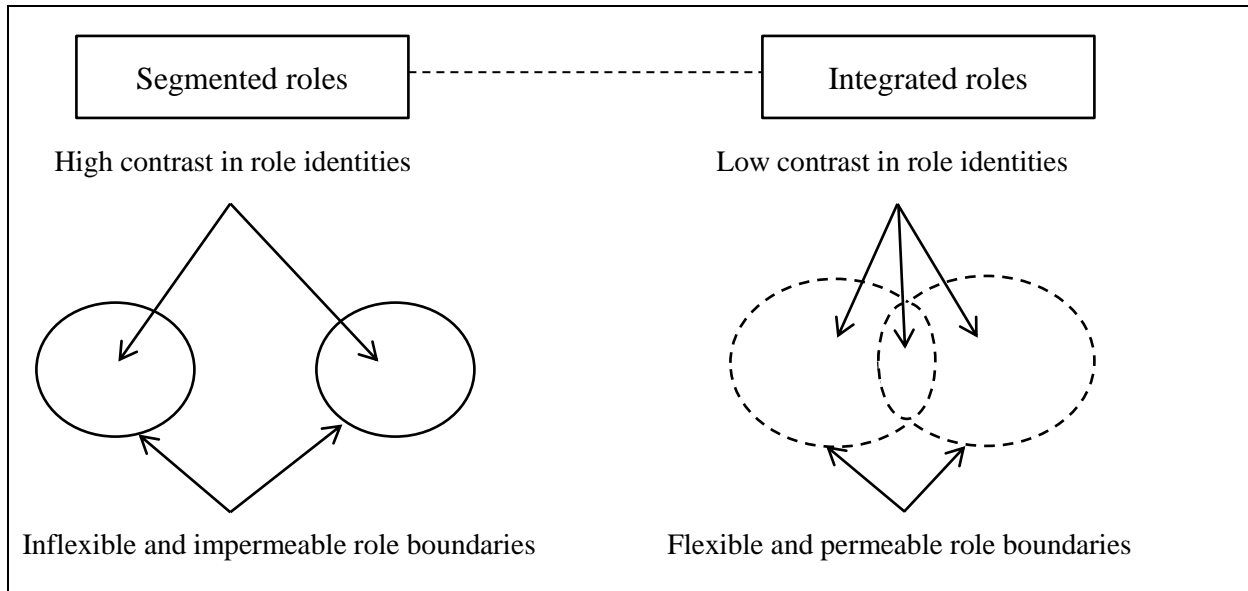 Segmented roles
Integrated roles
High contrast in role identities
Low contrast in role identities
Inflexible and impermeable role boundaries
Flexible and permeable role boundaries